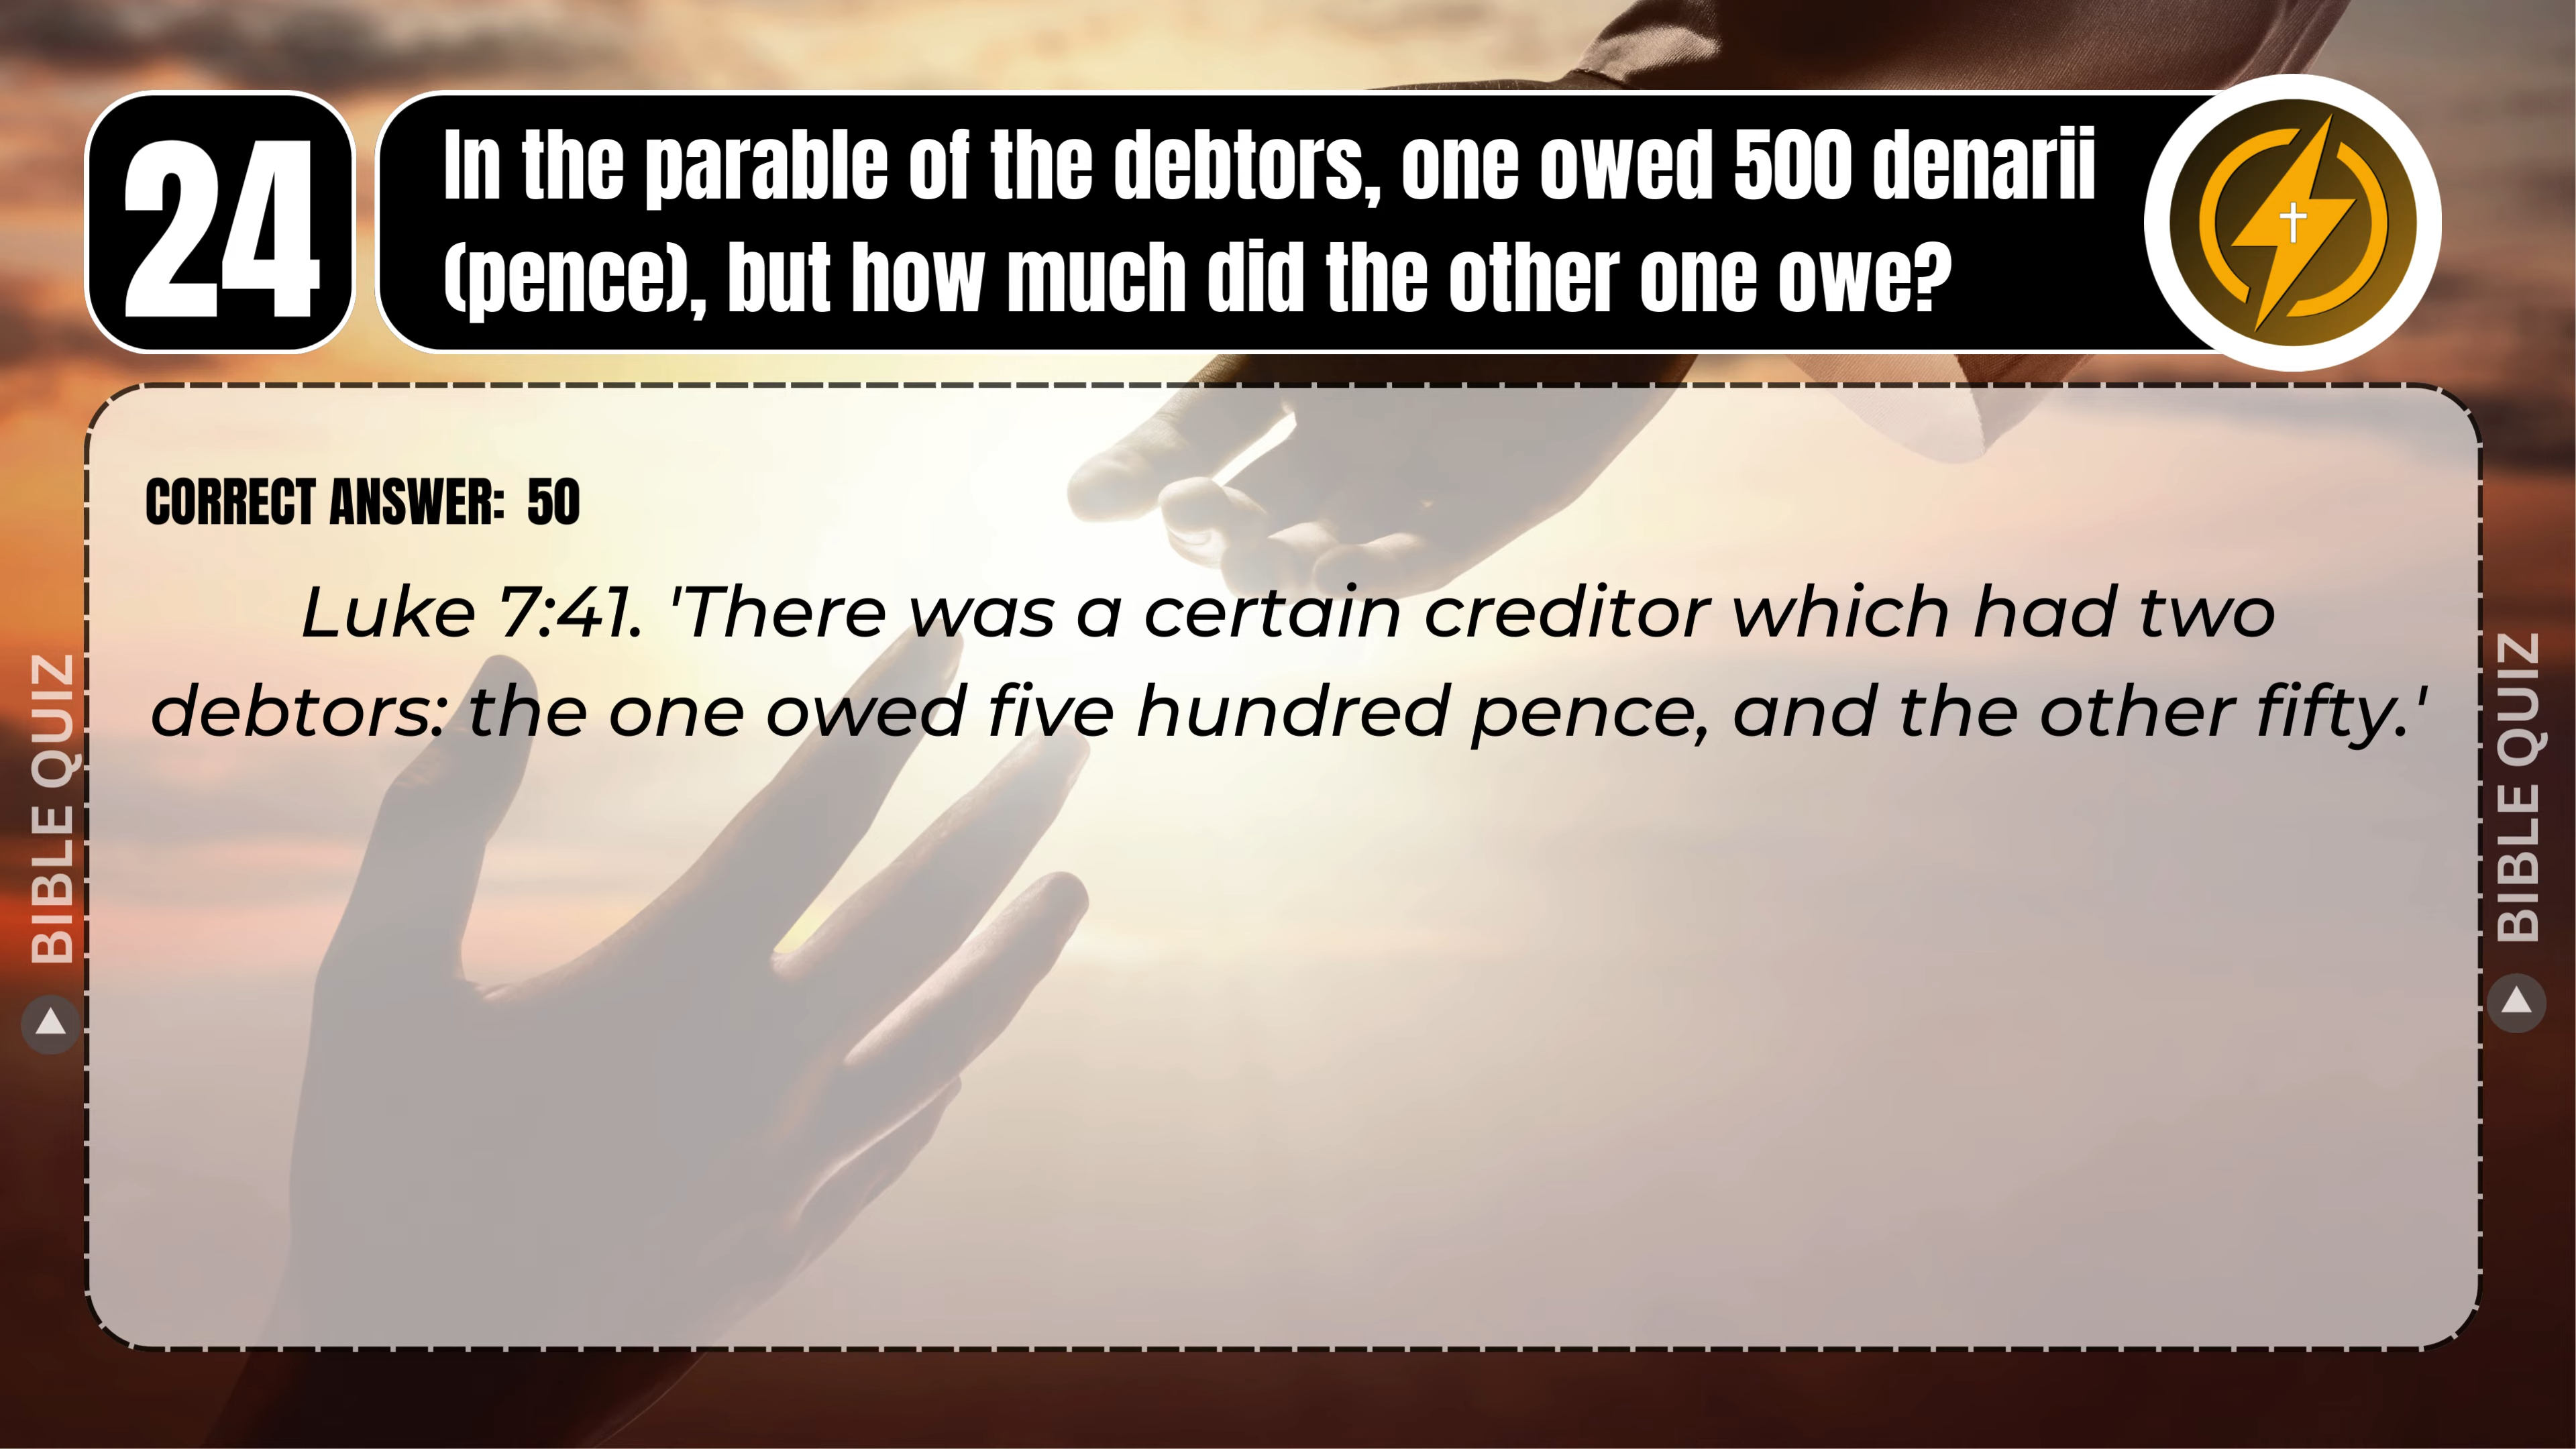 24
In the parable of the debtors, one owed 500 denarii
(pence), but how much did the other one owe?
CORRECT ANSWER: 50
Luke 7:41. 'There was a certain creditor which had two
debtors: the one owed five hundred pence, and the other fifty.'
BIBLE QUIZ
BIBLE QUIZ